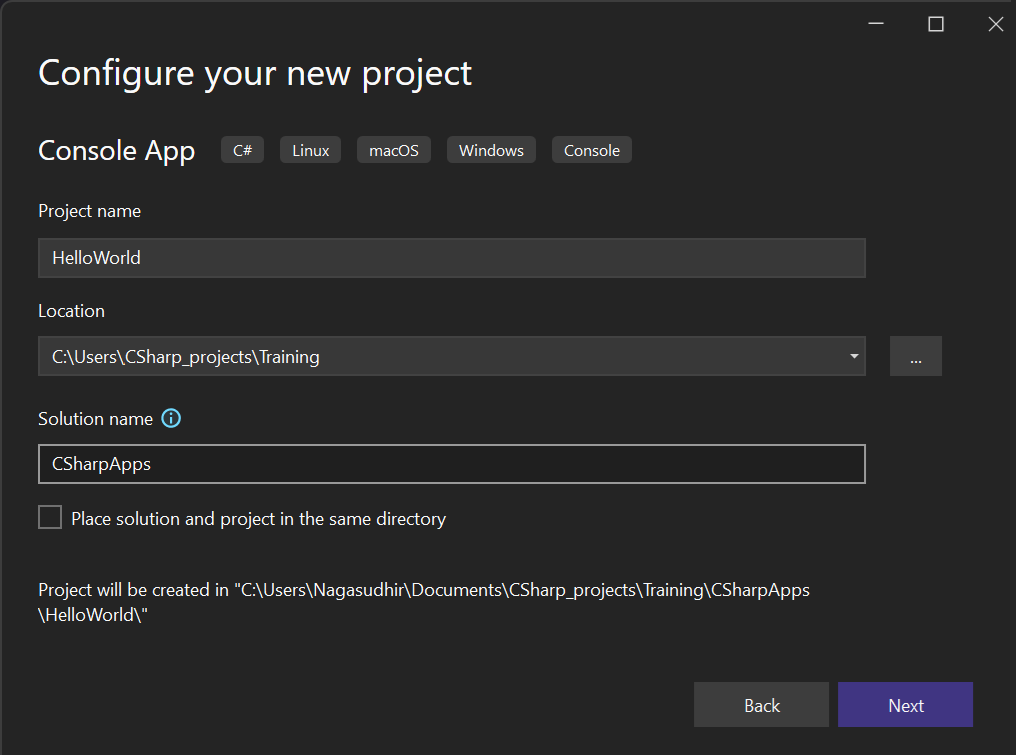 Configure your new project
Console App C# Linux macOS Windows Console
Project name
HelloWorld
Location
C:\Users\CSharp_projects\Training
...
Solution name
CSharpApps
Place solution and project in the same directory
Project will be created in "C:\Users\Nagasudhir\Documents\CSharp_projects\Training\CSharpApps
\HelloWorld\"
Back Next